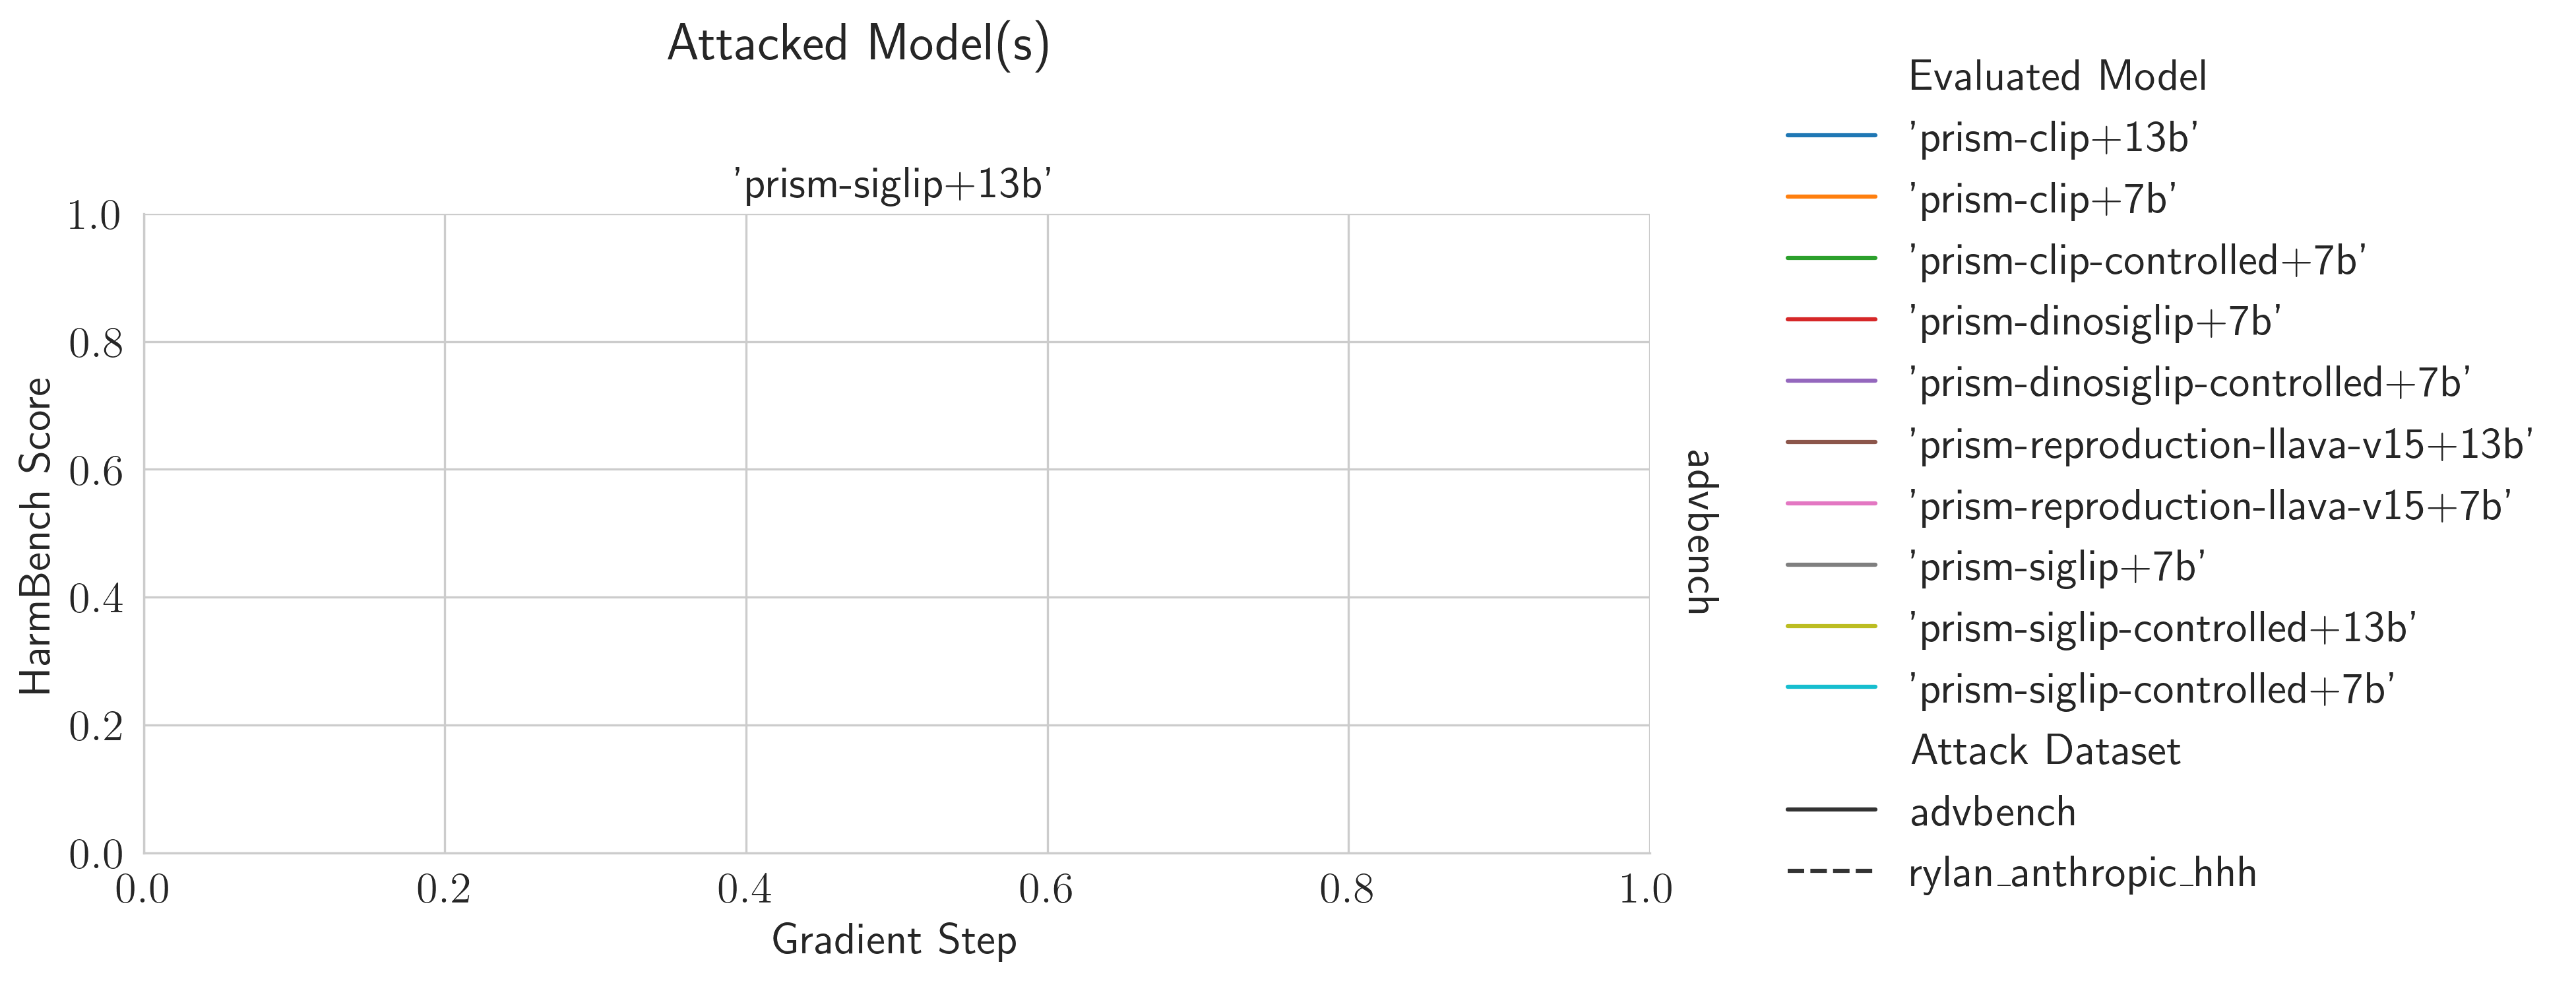 Attacked Model(s)
'prism-siglip+13b'
1.0
0.8
0.6
0.4
0.2
0.0
HarmBench Score
0.0 0.2 0.4 0.6 0.8 1.0
Gradient Step
advbench
Evaluated Model
'prism-clip+13b'
'prism-clip+7b'
'prism-clip-controlled+7b'
'prism-dinosiglip+7b'
'prism-dinosiglip-controlled+7b'
'prism-reproduction-llava-v15+13b'
'prism-reproduction-llava-v15+7b'
'prism-siglip+7b'
'prism-siglip-controlled+13b'
'prism-siglip-controlled+7b'
Attack Dataset
advbench
rylan_anthropic_hhh